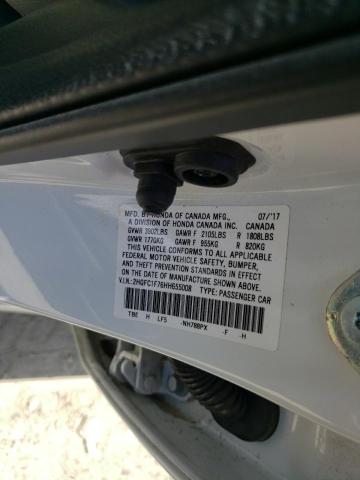 MFD. BY HONDA OF CANADA MFG., 07/'17
A DIVISION OF HONDA CANADA INC. CANADA
GVWR 3902LBS GAWR F 2105LBS R 1808LBS
GVWR 1770KG GAWR F 955KG R 820KG
THIS VEHICLE CONFORMS TO ALL APPLICABLE
FEDERAL MOTOR VEHICLE SAFETY, BUMPER,
AND THEFT PREVENTION STANDARDS IN EFFECT
ON THE DATE OF MANUFACTURE SHOWN ABOVE.
V.I.N.:2HGFC1F76HH655008 TYPE: PASSENGER CAR
TBE H LF5 -NH788PX -F -H